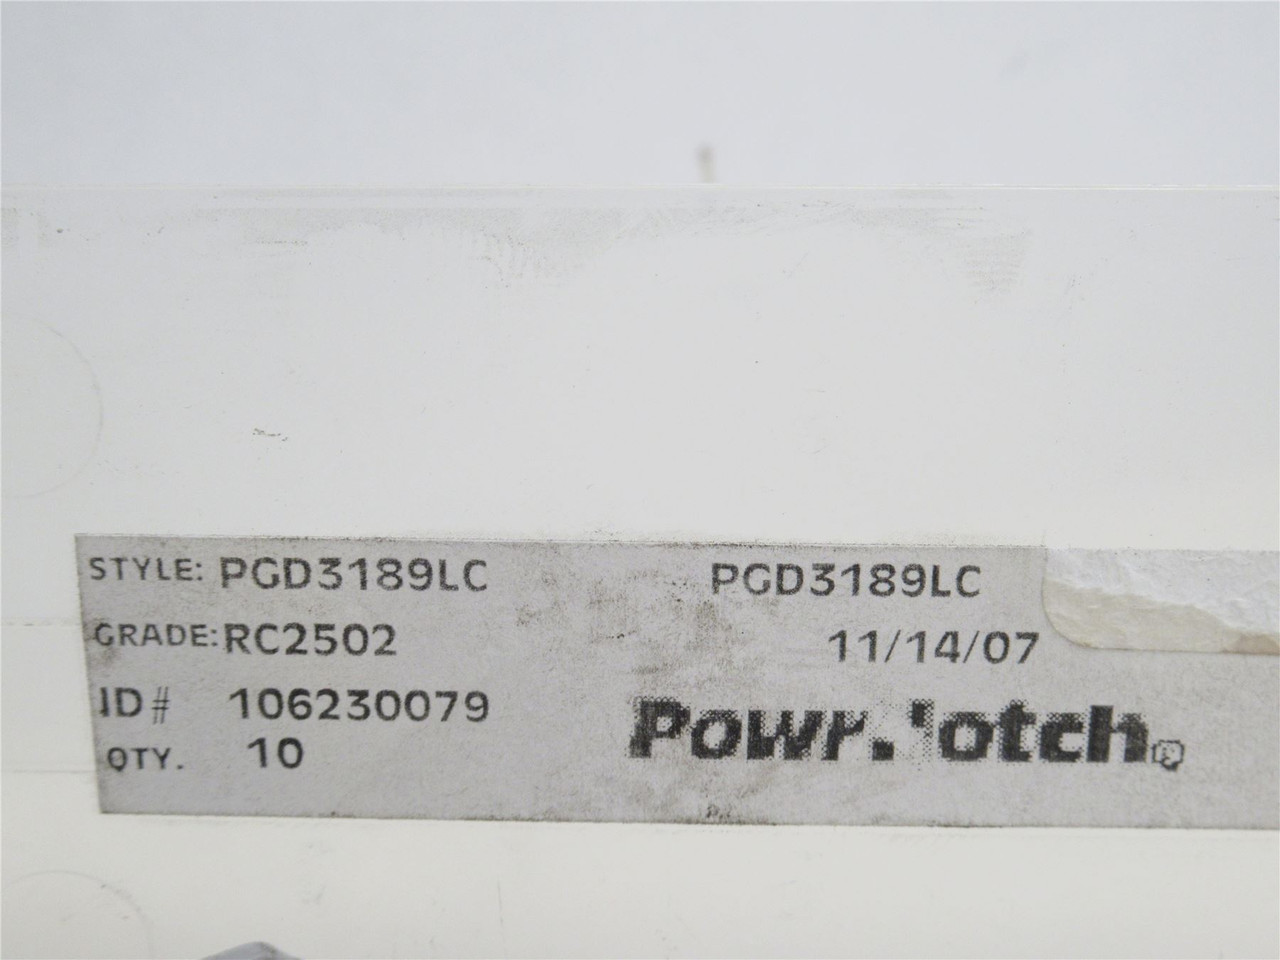 STYLE: PGD3189LC PGD3189LC
GRADE: RC2502 11/14/07
ID# 106230079
QTY. 10